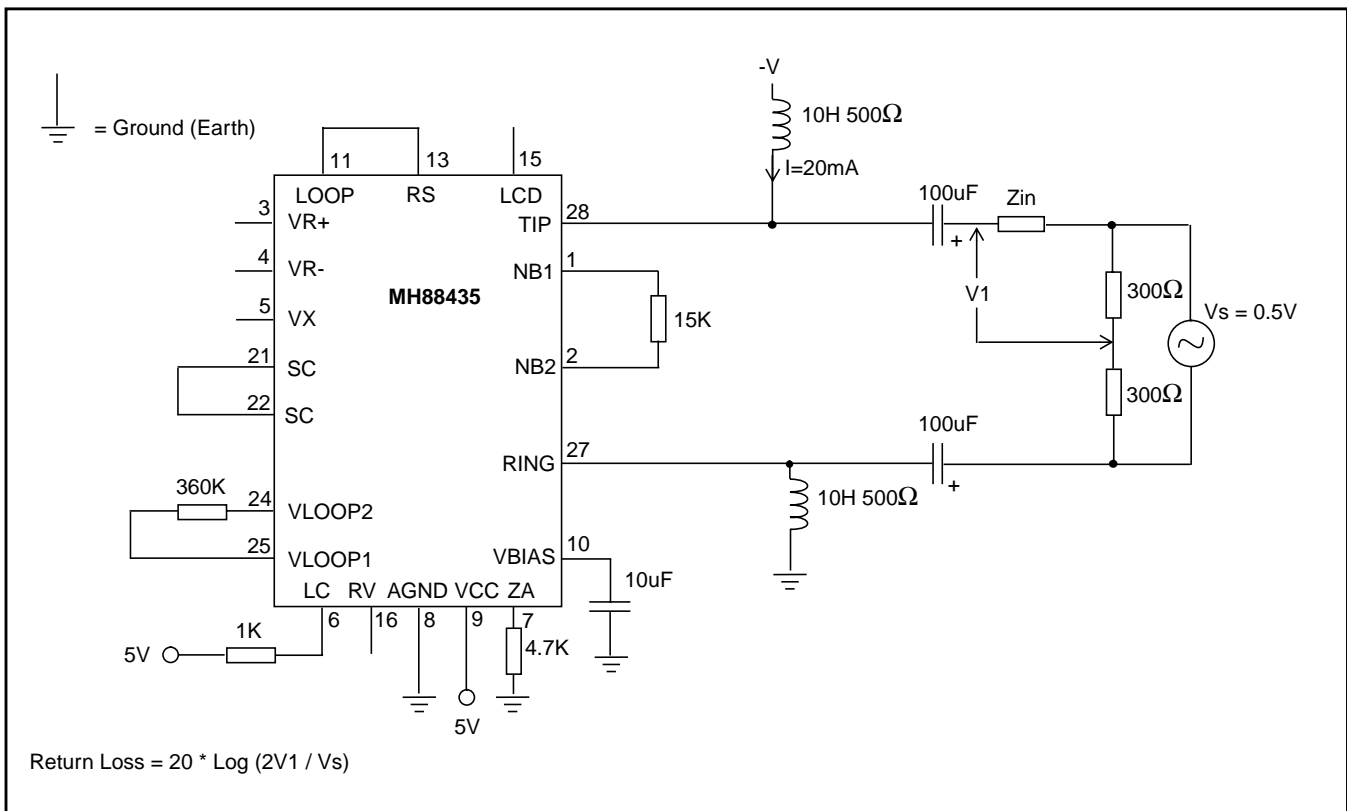 -V
10H 500Ω
= Ground (Earth)
I=20mA
11 13 15
LOOP RS LCD
100uF Zin
3 VR+
TIP 28
+
4 VR-
NB1 1
MH88435
V1
300Ω
Vs = 0.5V
5 VX
15K
21 SC
NB2 2
22 SC
300Ω
100uF
RING 27
+
10H 500Ω
360K
24 VLOOP2
25 VLOOP1
VBIAS 10
10uF
LC RV AGND VCC ZA
6 16 8 9 7
1K
5V
4.7K
5V
Return Loss = 20 * Log (2V1 / Vs)